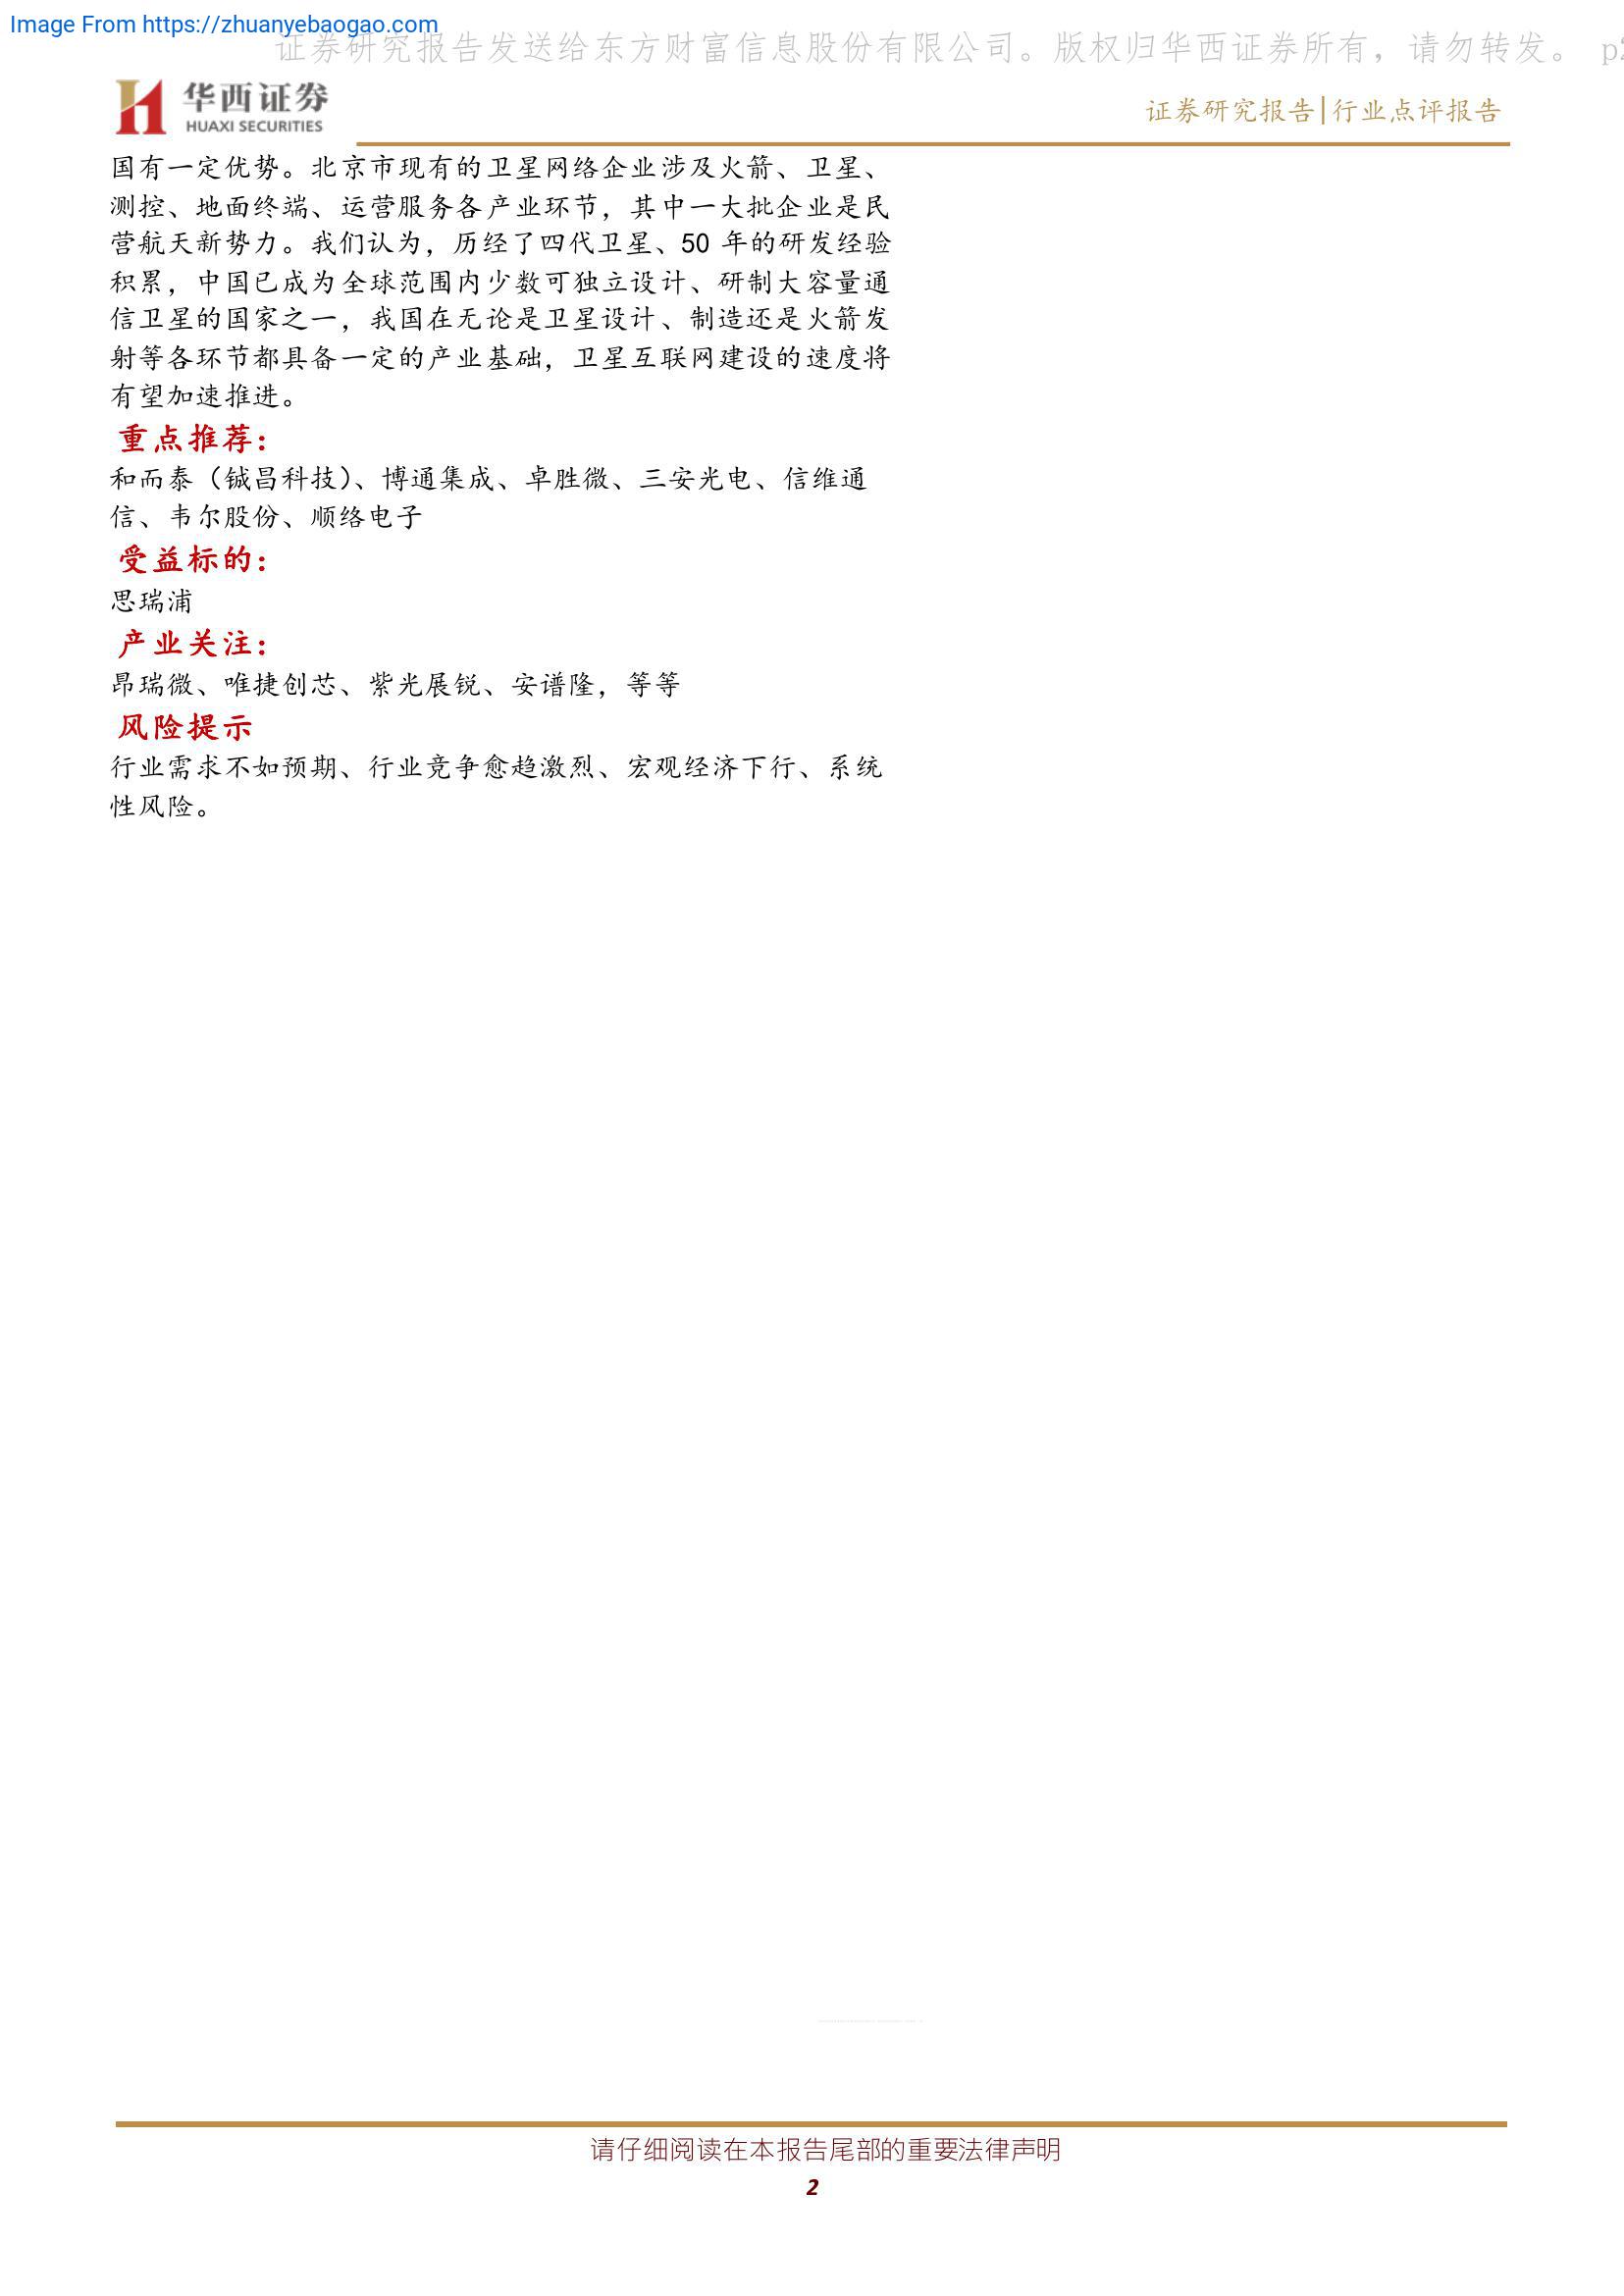 Image From https://zhuanyebaogao.com
证券研究报告发送给东方财富信息股份有限公司。版权归华西证券所有，请勿转发。 p2
华西证券
HUAXI SECURITIES
证券研究报告|行业点评报告
国有一定优势。北京市现有的卫星网络企业涉及火箭、卫星、
测控、地面终端、运营服务各产业环节，其中一大批企业是民
营航天新势力。我们认为，历经了四代卫星、50 年的研发经验
积累，中国已成为全球范围内少数可独立设计、研制大容量通
信卫星的国家之一，我国在无论是卫星设计、制造还是火箭发
射等各环节都具备一定的产业基础，卫星互联网建设的速度将
有望加速推进。
重点推荐：
和而泰（铖昌科技）、博通集成、卓胜微、三安光电、信维通
信、韦尔股份、顺络电子
受益标的：
思瑞浦
产业关注：
昂瑞微、唯捷创芯、紫光展锐、安谱隆，等等
风险提示
行业需求不如预期、行业竞争愈趋激烈、宏观经济下行、系统
性风险。
请仔细阅读在本报告尾部的重要法律声明
2